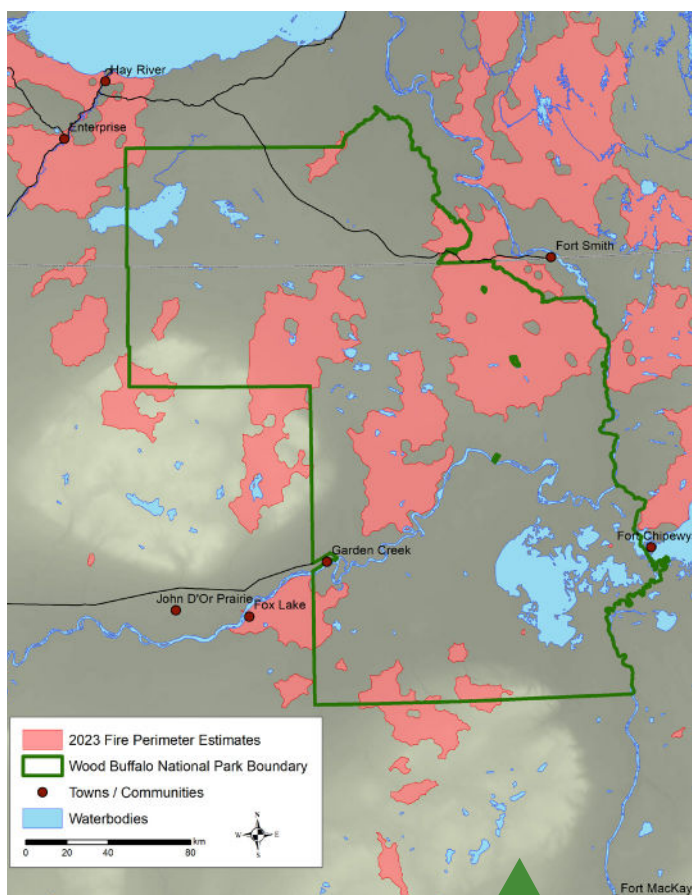 Hay River
Enterprise
Fort Smith
Fort Chipewy
Garden Creek
John D'Or Prairie
Fox Lake
2023 Fire Perimeter Estimates
Wood Buffalo National Park Boundary
Towns / Communities
Waterbodies
N
W E
S
km
0 20 40 80
Fort MacKay